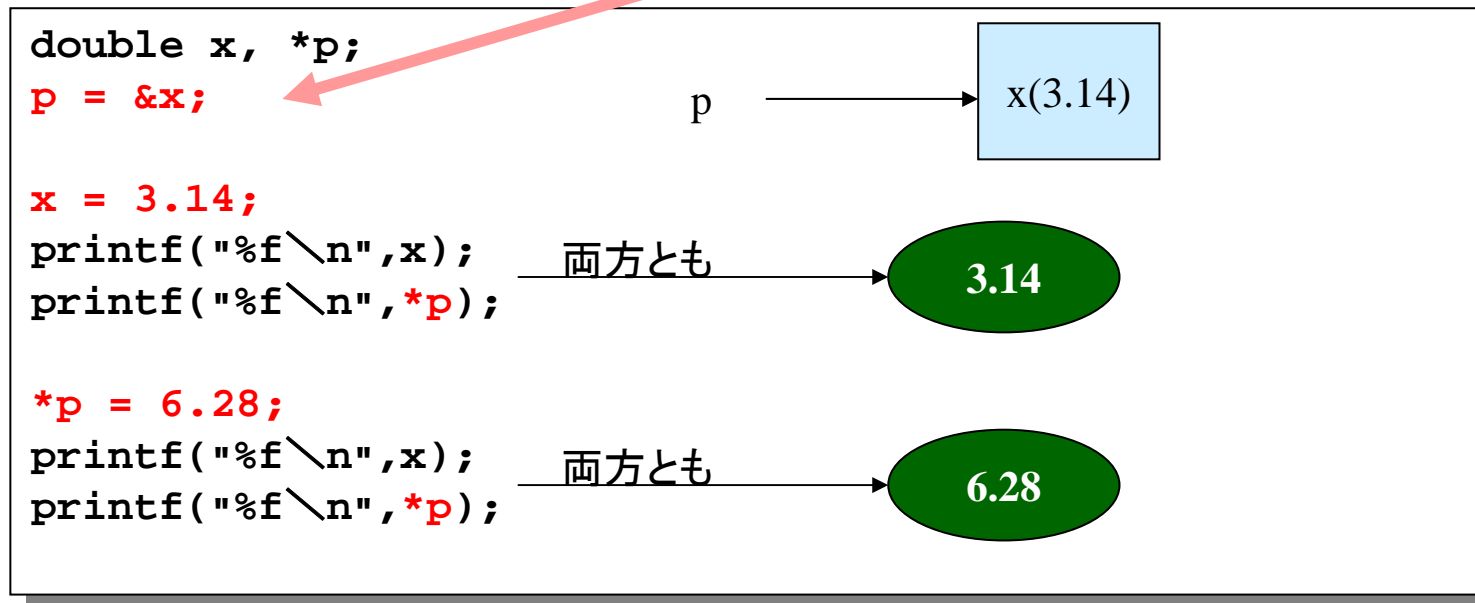 double x, *p;
p = &x;
p
x(3.14)
x = 3.14;
printf("%f\n",x);
printf("%f\n",*p);
両方とも
3.14
*p = 6.28;
printf("%f\n",x);
printf("%f\n",*p);
両方とも
6.28